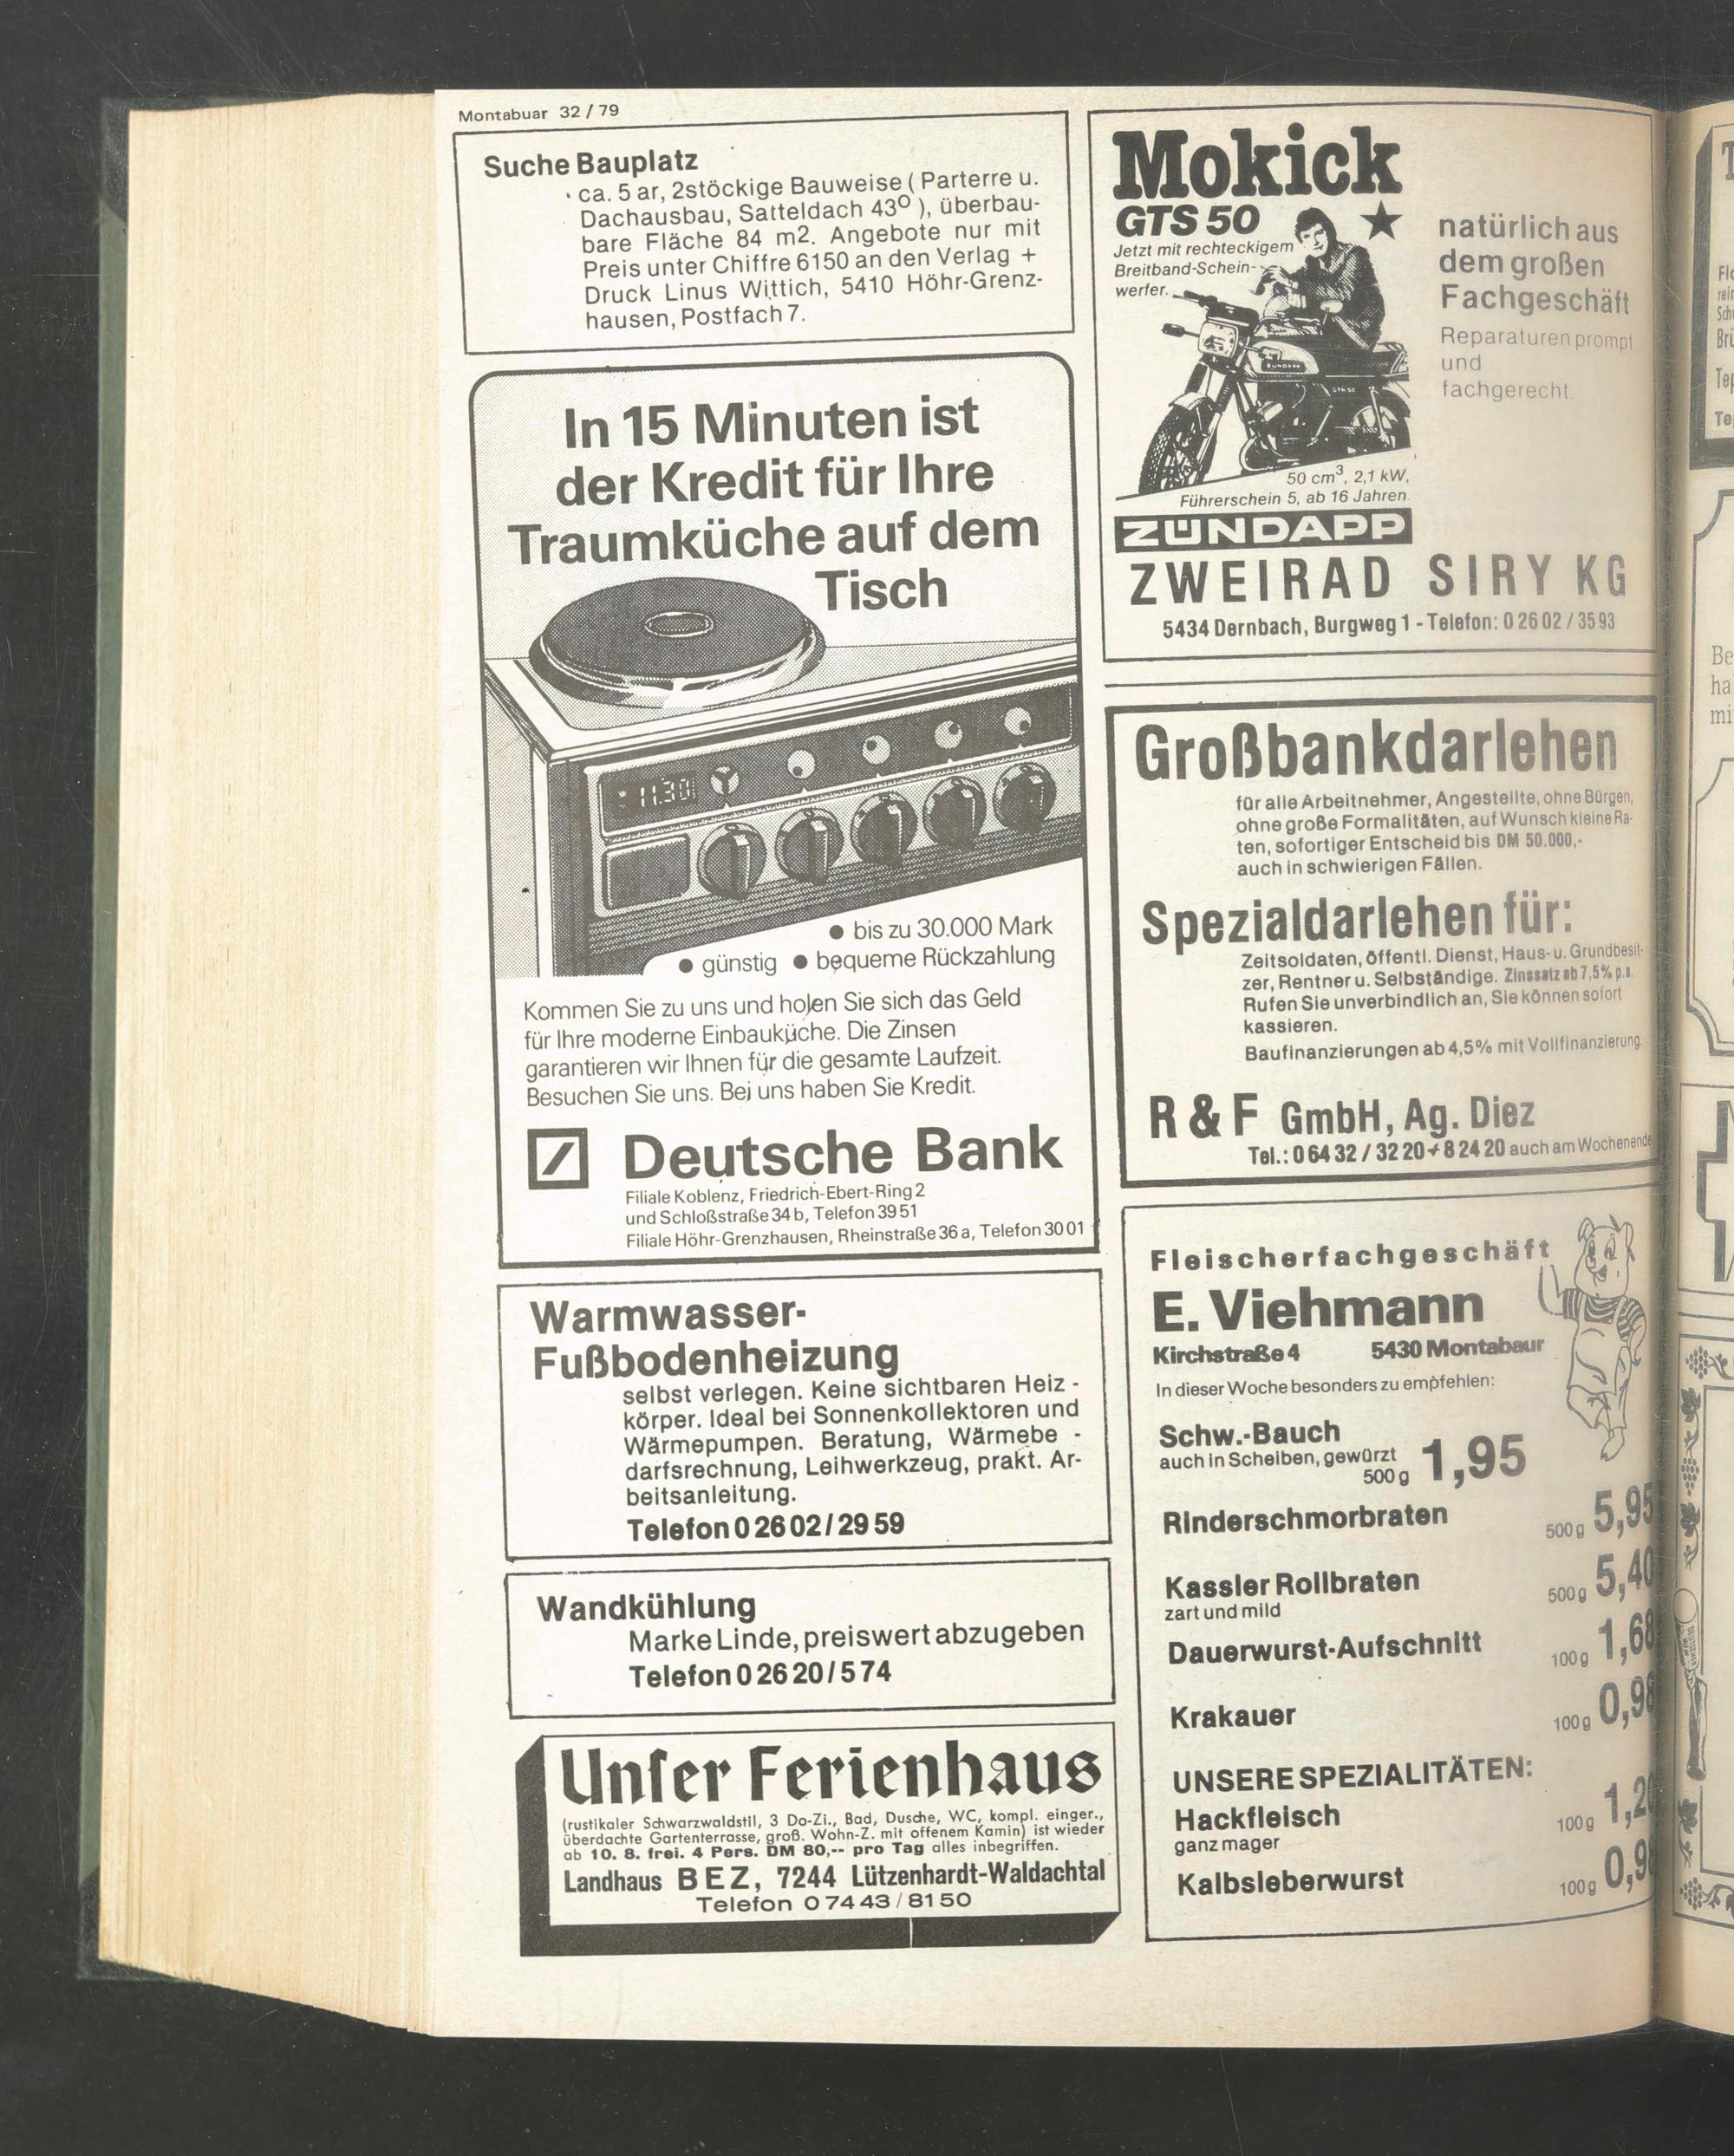 Montabuar 32 / 79
Suche Bauplatz
ca. 5 ar, 2stöckige Bauweise ( Parterre u.
Dachausbau, Satteldach 43° ), überbau-
bare Fläche 84 m2. Angebote nur mit
Preis unter Chiffre 6150 an den Verlag +
Druck Linus Wittich, 5410 Höhr-Grenz-
hausen, Postfach 7.
In 15 Minuten ist
der Kredit für Ihre
Traumküche auf dem
Tisch
11.30
• bis zu 30.000 Mark
• günstig • bequeme Rückzahlung
Kommen Sie zu uns und holen Sie sich das Geld
für Ihre moderne Einbauküche. Die Zinsen
garantieren wir Ihnen für die gesamte Laufzeit.
Besuchen Sie uns. Bei uns haben Sie Kredit.
Deutsche Bank
Filiale Koblenz, Friedrich-Ebert-Ring 2
und Schloßstraße 34 b, Telefon 39 51
Filiale Höhr-Grenzhausen, Rheinstraße 36 a, Telefon 30 01
Warmwasser-
Fußbodenheizung
selbst verlegen. Keine sichtbaren Heiz -
körper. Ideal bei Sonnenkollektoren und
Wärmepumpen. Beratung, Wärmebe -
darfsrechnung, Leihwerkzeug, prakt. Ar-
beitsanleitung.
Telefon 0 26 02 / 29 59
Wandkühlung
Marke Linde, preiswert abzugeben
Telefon 0 26 20 / 5 74
Unser Ferienhaus
(rustikaler Schwarzwaldstil, 3 Do-Zi., Bad, Dusche, WC, kompl. einger.,
überdachte Gartenterrasse, groß. Wohn-Z. mit offenem Kamin) ist wieder
ab 10. 8. frei. 4 Pers. DM 80,-- pro Tag alles inbegriffen.
Landhaus BEZ, 7244 Lützenhardt-Waldachtal
Telefon 0 74 43 / 81 50
Mokick
GTS 50
Jetzt mit rechteckigem
Breitband-Schein-
werfer.
natürlich aus
dem großen
Fachgeschäft
Reparaturen prompt
und
fachgerecht.
ZUNDAPP
GTS 50
50 cm³, 2,1 kW,
Führerschein 5, ab 16 Jahren.
ZÜNDAPP
ZWEIRAD SIRY KG
5434 Dernbach, Burgweg 1 - Telefon: 0 26 02 / 35 93
Großbankdarlehen
für alle Arbeitnehmer, Angestellte, ohne Bürgen,
ohne große Formalitäten, auf Wunsch kleine Ra-
ten, sofortiger Entscheid bis DM 50.000,-
auch in schwierigen Fällen.
Spezialdarlehen für:
Zeitsoldaten, öffentl. Dienst, Haus- u. Grundbesit-
zer, Rentner u. Selbständige. Zinssatz ab 7,5% p.a.
Rufen Sie unverbindlich an, Sie können sofort
kassieren.
Baufinanzierungen ab 4,5% mit Vollfinanzierung.
R & F GmbH, Ag. Diez
Tel.: 0 64 32 / 32 20 + 8 24 20 auch am Wochenende
Fleischerfachgeschäft
E. Viehmann
Kirchstraße 4 5430 Montabaur
In dieser Woche besonders zu empfehlen:
Schw.-Bauch
auch in Scheiben, gewürzt
500 g 1,95
Rinderschmorbraten 500 g 5,95
Kassler Rollbraten 500 g 5,40
zart und mild
Dauerwurst-Aufschnitt 100 g 1,68
Krakauer 100 g 0,98
UNSERE SPEZIALITÄTEN:
Hackfleisch 100 g 1,20
ganz mager
Kalbsleberwurst 100 g